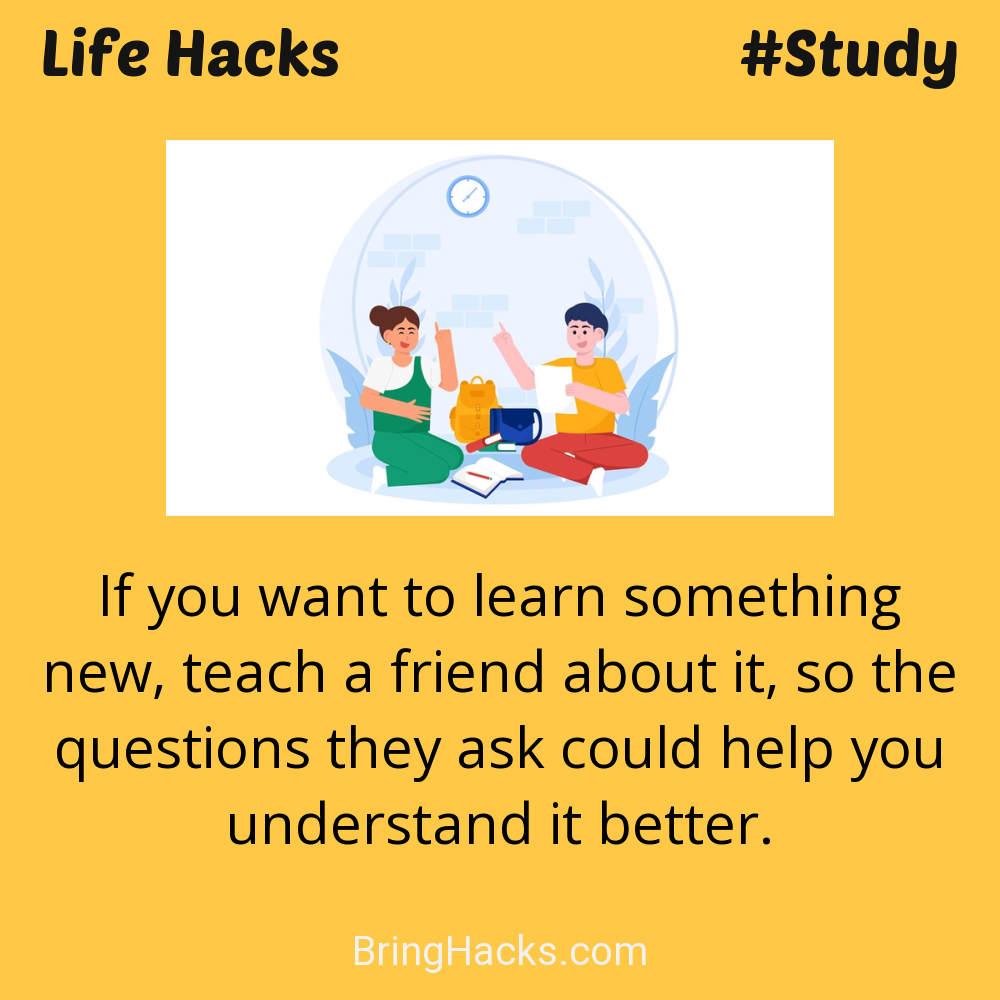 Life Hacks
#Study
If you want to learn something
new, teach a friend about it, so the
questions they ask could help you
understand it better.
BringHacks.com